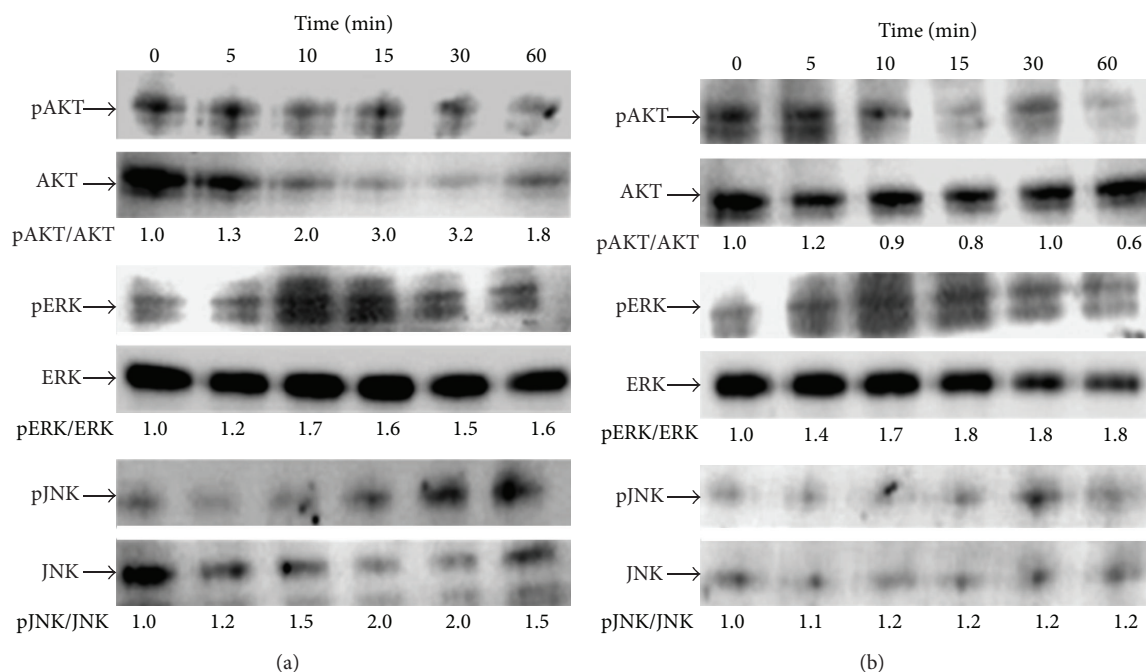 Time (min)
0 5 10 15 30 60
pAKT
AKT
pAKT/AKT 1.0 1.3 2.0 3.0 3.2 1.8
pERK
ERK
pERK/ERK 1.0 1.2 1.7 1.6 1.5 1.6
pJNK
JNK
pJNK/JNK 1.0 1.2 1.5 2.0 2.0 1.5
(a)
Time (min)
0 5 10 15 30 60
pAKT
AKT
pAKT/AKT 1.0 1.2 0.9 0.8 1.0 0.6
pERK
ERK
pERK/ERK 1.0 1.4 1.7 1.8 1.8 1.8
pJNK
JNK
pJNK/JNK 1.0 1.1 1.2 1.2 1.2 1.2
(b)